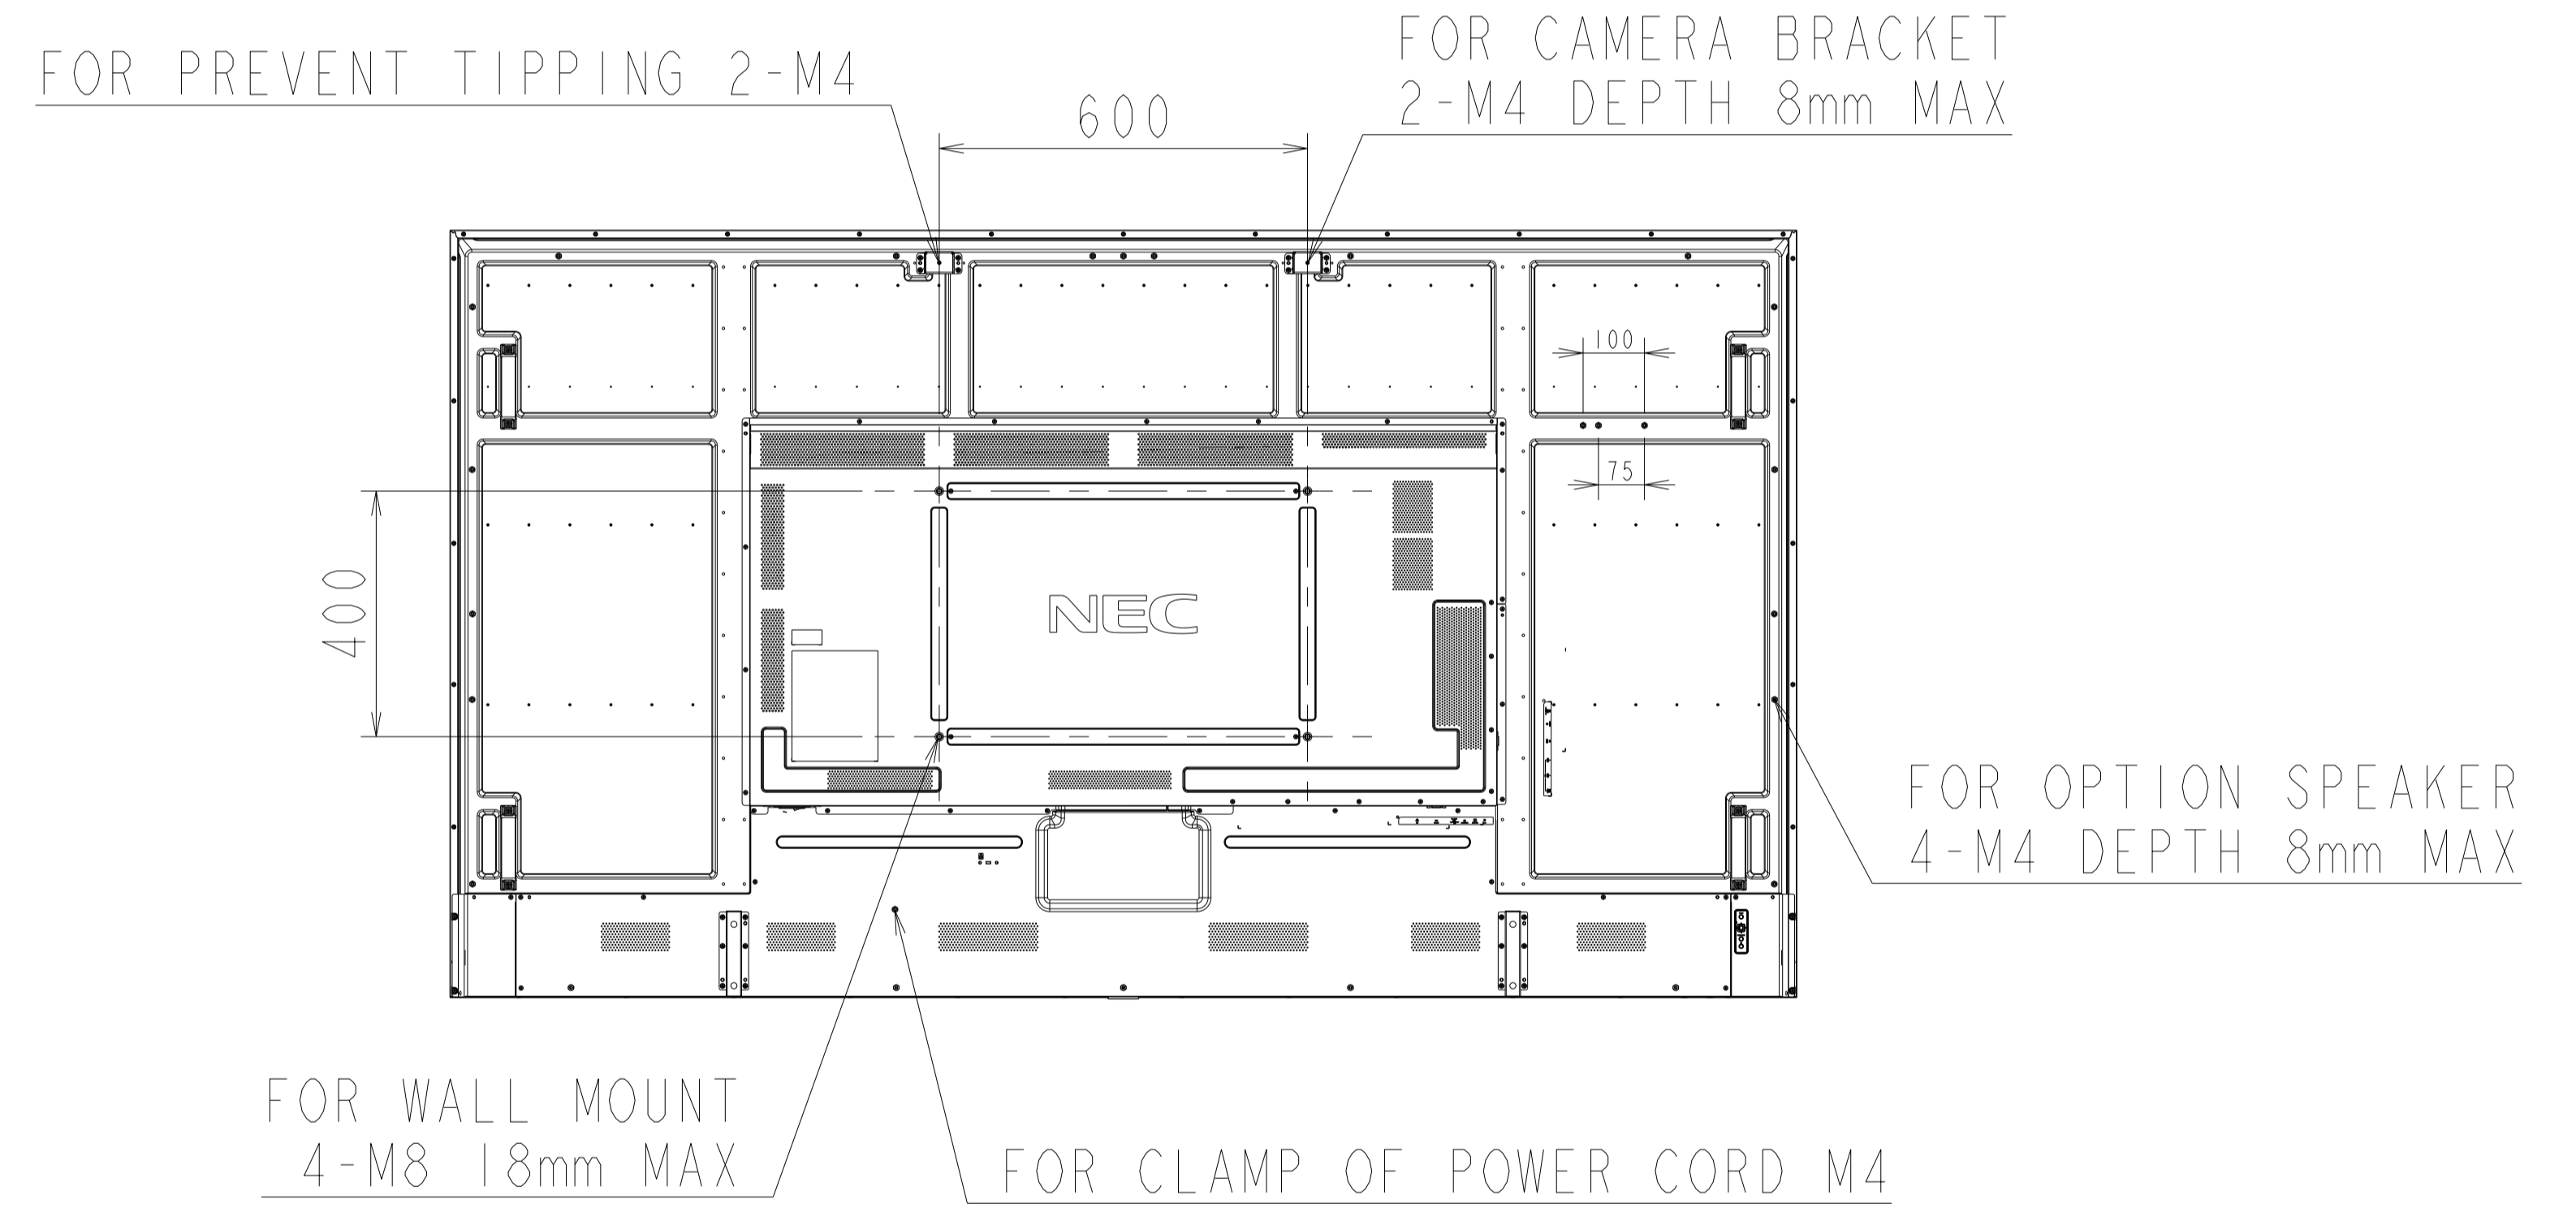 FOR PREVENT TIPPING 2-M4
FOR CAMERA BRACKET
2-M4 DEPTH 8mm MAX
600
100
75
400
NEC
FOR OPTION SPEAKER
4-M4 DEPTH 8mm MAX
FOR WALL MOUNT
4-M8 18mm MAX
FOR CLAMP OF POWER CORD M4